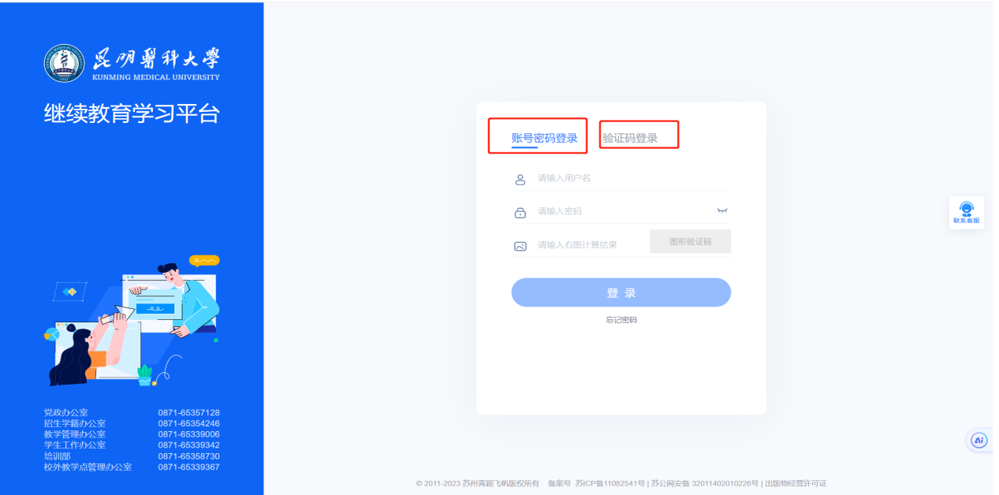 昆明醫科大學
KUNMING MEDICAL UNIVERSITY
继续教育学习平台
账号密码登录 验证码登录
请输入用户名
请输入密码
请输入右图计算结果 图形验证码
登 录
忘记密码
联系客服
Ai
党政办公室 0871-65357128
招生学籍办公室 0871-65354246
教学管理办公室 0871-65339006
学生工作办公室 0871-65339342
培训部 0871-65358730
校外教学点管理办公室 0871-65339367
© 2011-2023 苏州青颖飞帆版权所有 备案号 苏ICP备11082541号 | 苏公网安备 32011402010226号 | 出版物经营许可证